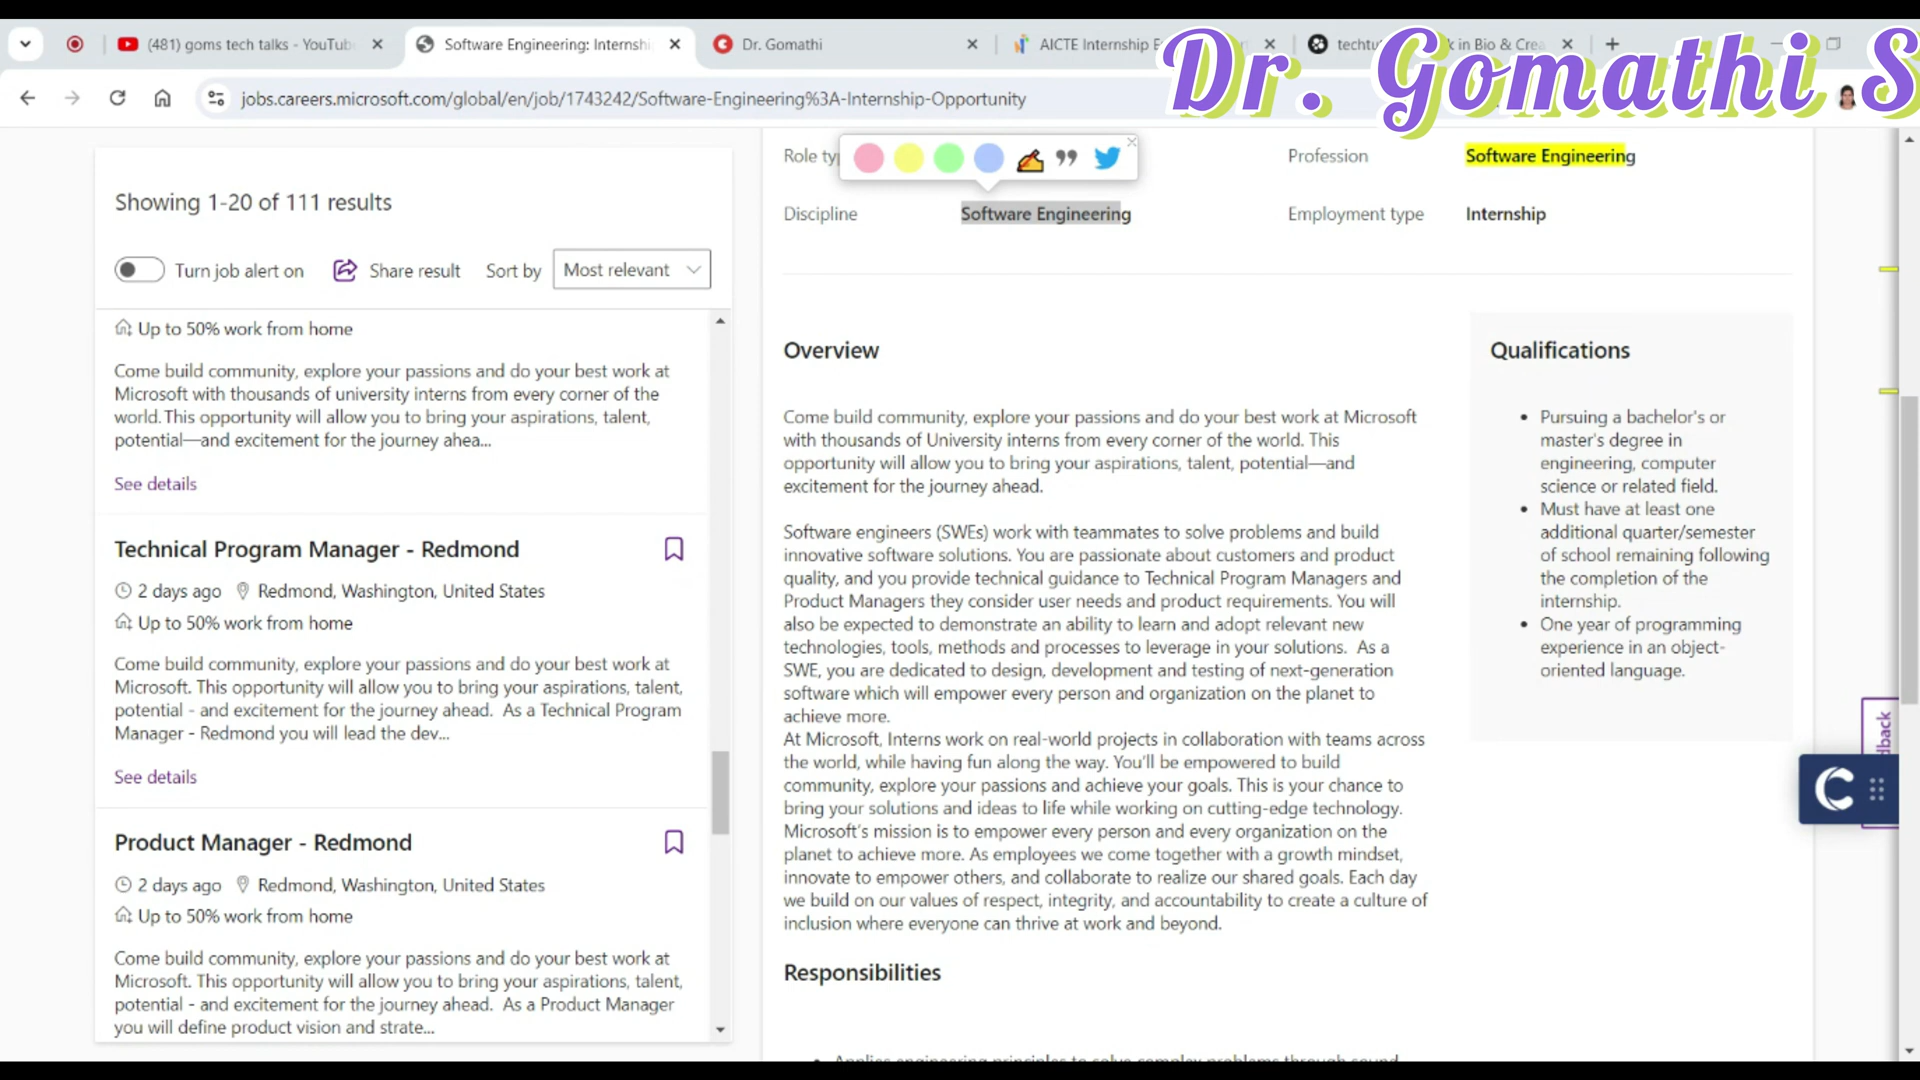 (481) goms tech talks - YouTube
Software Engineering: Internshi
Dr. Gomathi
AICTE Internship
techtu
k in Bio & Crea
Dr. Gomathi S
jobs.careers.microsoft.com/global/en/job/1743242/Software-Engineering%3A-Internship-Opportunity
Showing 1-20 of 111 results
Turn job alert on
Share result
Sort by
Most relevant
Up to 50% work from home
Come build community, explore your passions and do your best work at
Microsoft with thousands of university interns from every corner of the
world.This opportunity will allow you to bring your aspirations, talent,
potential—and excitement for the journey ahea...
See details
Technical Program Manager - Redmond
2 days ago Redmond, Washington, United States
Up to 50% work from home
Come build community, explore your passions and do your best work at
Microsoft. This opportunity will allow you to bring your aspirations, talent,
potential - and excitement for the journey ahead. As a Technical Program
Manager - Redmond you will lead the dev...
See details
Product Manager - Redmond
2 days ago Redmond, Washington, United States
Up to 50% work from home
Come build community, explore your passions and do your best work at
Microsoft. This opportunity will allow you to bring your aspirations, talent,
potential - and excitement for the journey ahead. As a Product Manager
you will define product vision and strate...
Role ty
Profession
Software Engineering
Discipline
Software Engineering
Employment type
Internship
Overview
Come build community, explore your passions and do your best work at Microsoft
with thousands of University interns from every corner of the world. This
opportunity will allow you to bring your aspirations, talent, potential—and
excitement for the journey ahead.
Software engineers (SWEs) work with teammates to solve problems and build
innovative software solutions. You are passionate about customers and product
quality, and you provide technical guidance to Technical Program Managers and
Product Managers they consider user needs and product requirements. You will
also be expected to demonstrate an ability to learn and adopt relevant new
technologies, tools, methods and processes to leverage in your solutions. As a
SWE, you are dedicated to design, development and testing of next-generation
software which will empower every person and organization on the planet to
achieve more.
At Microsoft, Interns work on real-world projects in collaboration with teams across
the world, while having fun along the way. You'll be empowered to build
community, explore your passions and achieve your goals. This is your chance to
bring your solutions and ideas to life while working on cutting-edge technology.
Microsoft's mission is to empower every person and every organization on the
planet to achieve more. As employees we come together with a growth mindset,
innovate to empower others, and collaborate to realize our shared goals. Each day
we build on our values of respect, integrity, and accountability to create a culture of
inclusion where everyone can thrive at work and beyond.
Responsibilities
Applies engineering principles to solve complex problems through sound
Qualifications
Pursuing a bachelor's or
master's degree in
engineering, computer
science or related field.
Must have at least one
additional quarter/semester
of school remaining following
the completion of the
internship.
One year of programming
experience in an object-
oriented language.
dback